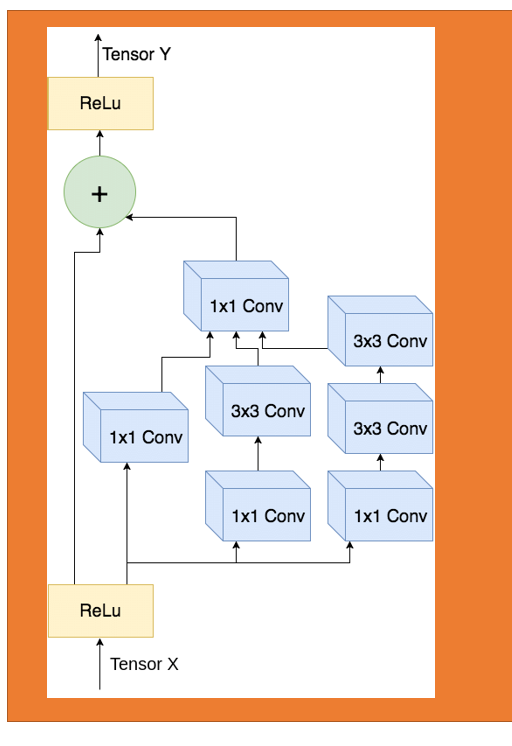 Tensor Y
ReLu
+
1x1 Conv
3x3 Conv
3x3 Conv
1x1 Conv
3x3 Conv
1x1 Conv
1x1 Conv
ReLu
Tensor X